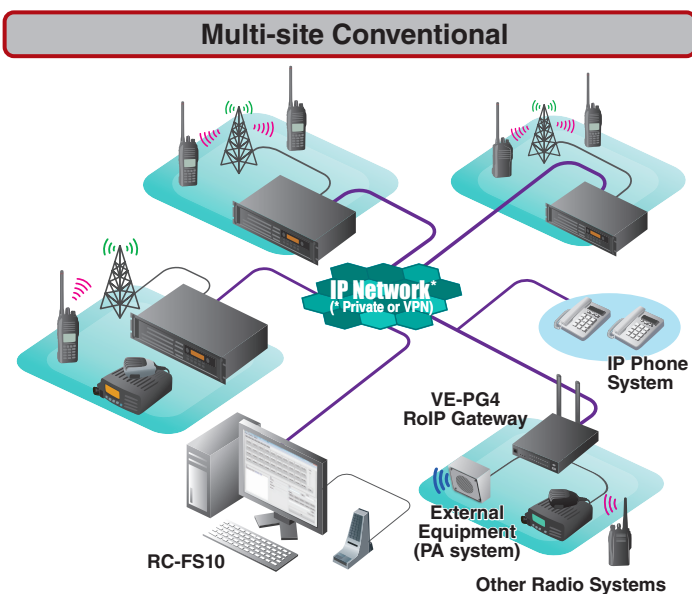 Multi-site Conventional
IP Network*
(* Private or VPN)
IP Phone
System
VE-PG4
RoIP Gateway
External
Equipment
(PA system)
RC-FS10
Other Radio Systems